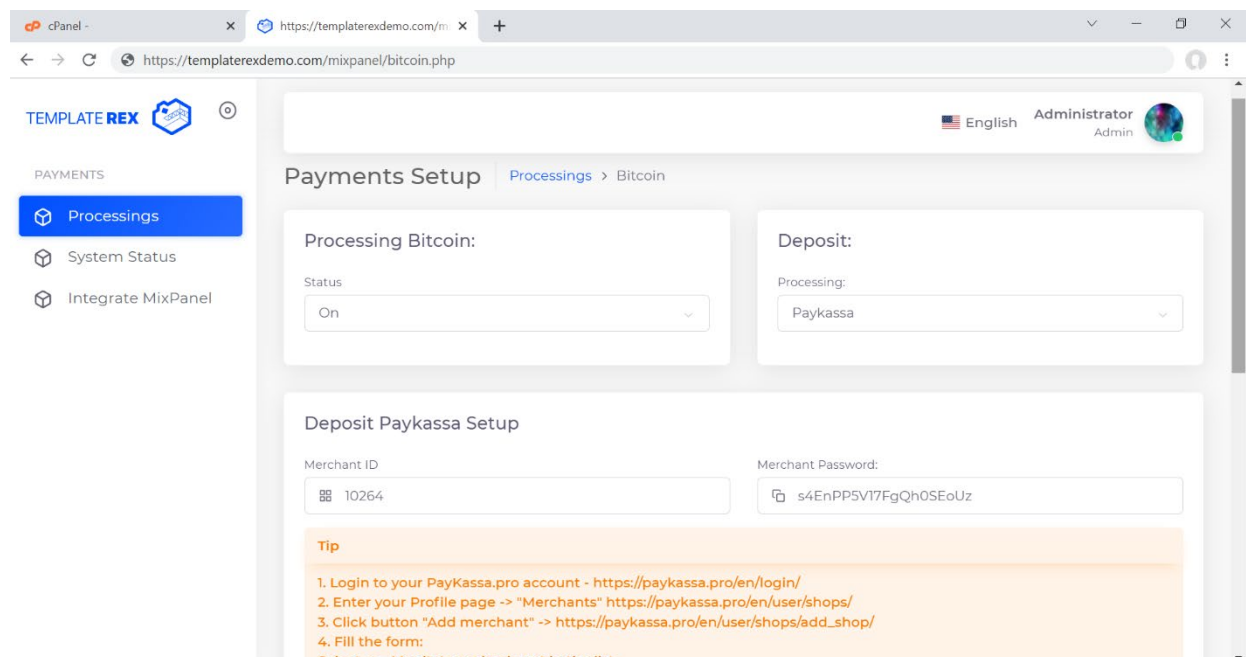 cPanel -
https://templaterexdemo.com/m
https://templaterexdemo.com/mixpanel/bitcoin.php
TEMPLATE REX
English
Administrator
Admin
PAYMENTS
Payments Setup
Processings > Bitcoin
Processings
System Status
Integrate MixPanel
Processing Bitcoin:
Status
On
Deposit:
Processing:
Paykassa
Deposit Paykassa Setup
Merchant ID
10264
Merchant Password:
s4EnPP5V17FgQh0SEoUz
Tip
1. Login to your PayKassa.pro account - https://paykassa.pro/en/login/
2. Enter your Profile page -> "Merchants" https://paykassa.pro/en/user/shops/
3. Click button "Add merchant" -> https://paykassa.pro/en/user/shops/add_shop/
4. Fill the form: